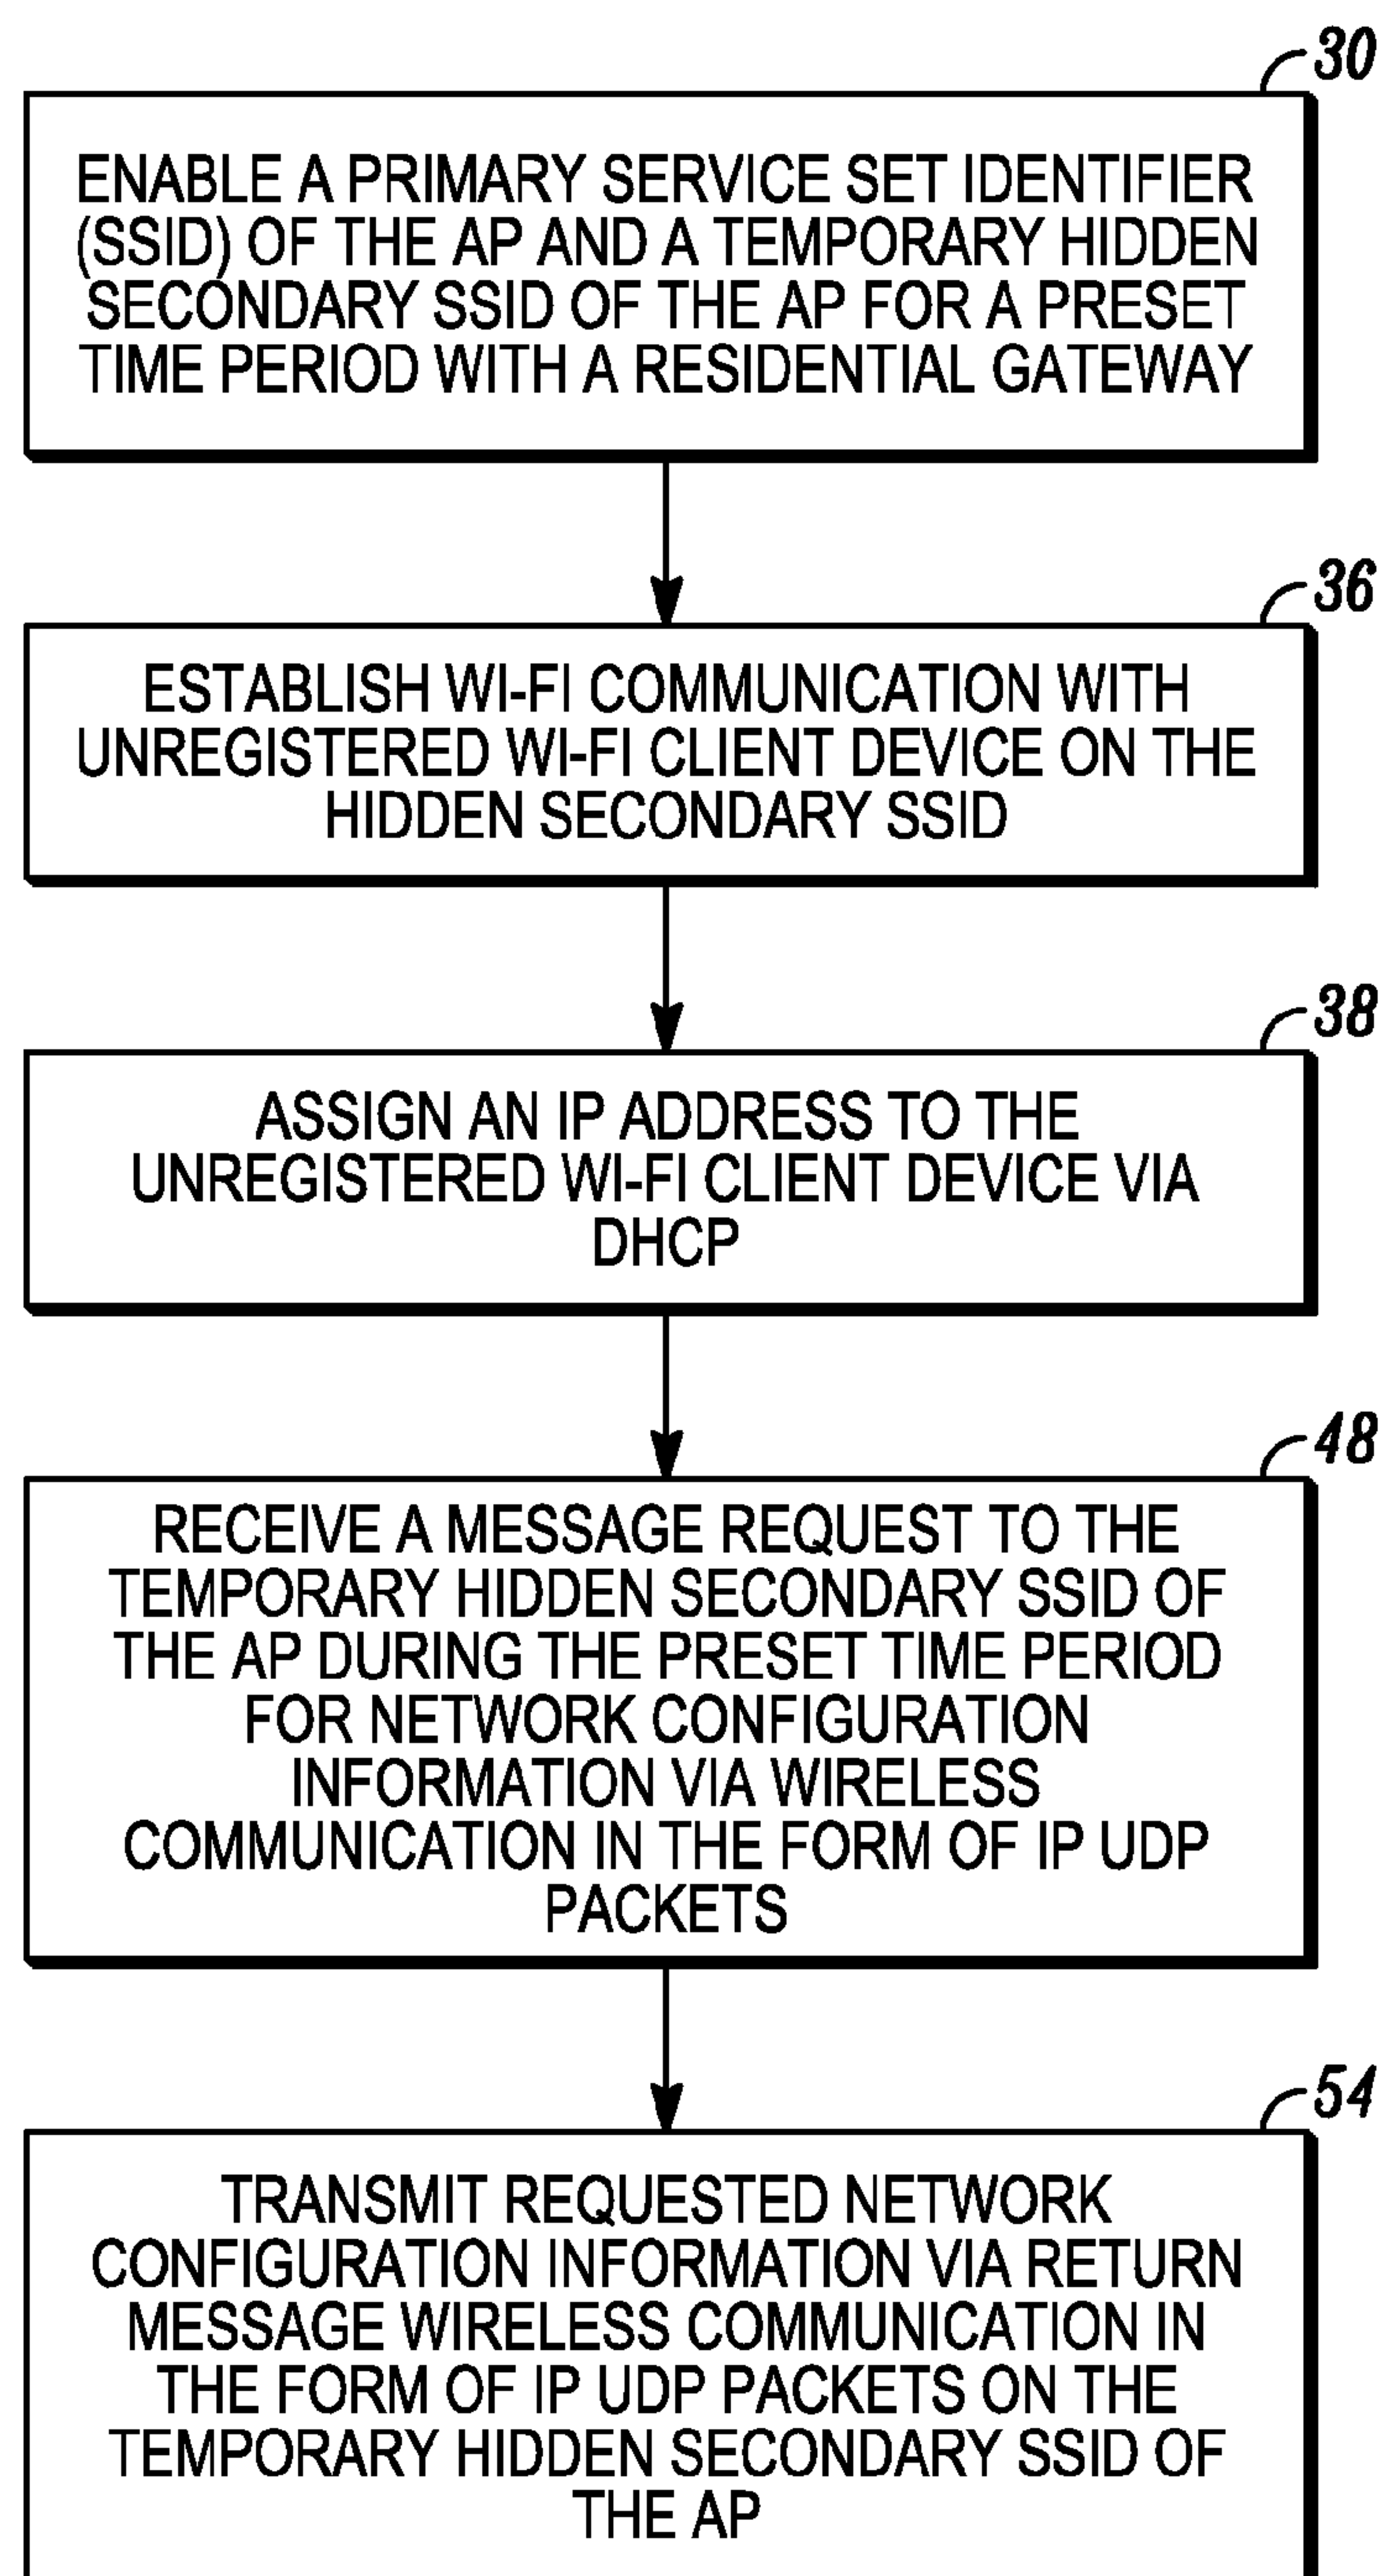 30
ENABLE A PRIMARY SERVICE SET IDENTIFIER
(SSID) OF THE AP AND A TEMPORARY HIDDEN
SECONDARY SSID OF THE AP FOR A PRESET
TIME PERIOD WITH A RESIDENTIAL GATEWAY
36
ESTABLISH WI-FI COMMUNICATION WITH
UNREGISTERED WI-FI CLIENT DEVICE ON THE
HIDDEN SECONDARY SSID
38
ASSIGN AN IP ADDRESS TO THE
UNREGISTERED WI-FI CLIENT DEVICE VIA
DHCP
48
RECEIVE A MESSAGE REQUEST TO THE
TEMPORARY HIDDEN SECONDARY SSID OF
THE AP DURING THE PRESET TIME PERIOD
FOR NETWORK CONFIGURATION
INFORMATION VIA WIRELESS
COMMUNICATION IN THE FORM OF IP UDP
PACKETS
54
TRANSMIT REQUESTED NETWORK
CONFIGURATION INFORMATION VIA RETURN
MESSAGE WIRELESS COMMUNICATION IN
THE FORM OF IP UDP PACKETS ON THE
TEMPORARY HIDDEN SECONDARY SSID OF
THE AP